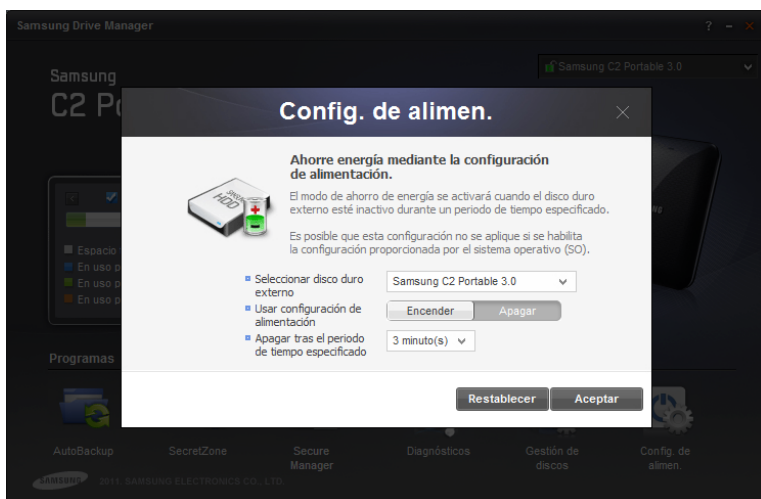 Samsung Drive Manager
? - ×
Samsung C2 Portable 3.0
Samsung
C2 Po
Config. de alimen.
Ahorre energía mediante la configuración
de alimentación.
El modo de ahorro de energía se activará cuando el disco duro
externo esté inactivo durante un periodo de tiempo especificado.
Es posible que esta configuración no se aplique si se habilita
la configuración proporcionada por el sistema operativo (SO).
SAMSUNG
HDD
Espacio
En uso p
En uso p
En uso p
Seleccionar disco duro
externo
Samsung C2 Portable 3.0
Usar configuración de
alimentación
Encender Apagar
Apagar tras el periodo
de tiempo especificado
3 minuto(s)
Restablecer Aceptar
Programas
AutoBackup SecretZone Secure
Manager
Diagnósticos Gestión de
discos
Config. de
alimen.
SAMSUNG 2011. SAMSUNG ELECTRONICS CO., LTD.